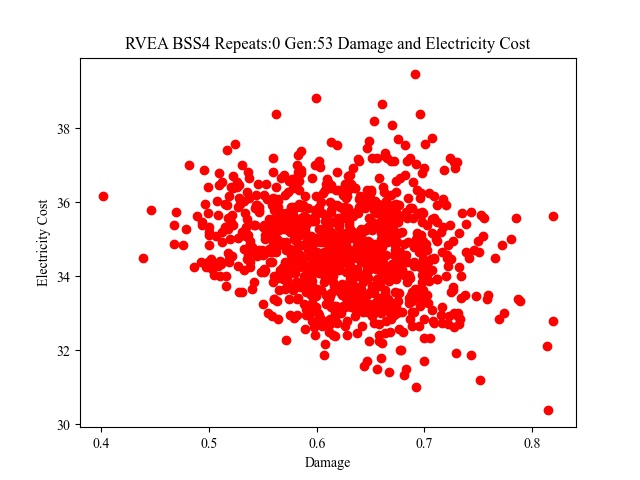 RVEA BSS4 Repeats:0 Gen:53 Damage and Electricity Cost
38
36
34
32
30
Electricity Cost
0.4 0.5 0.6 0.7 0.8
Damage